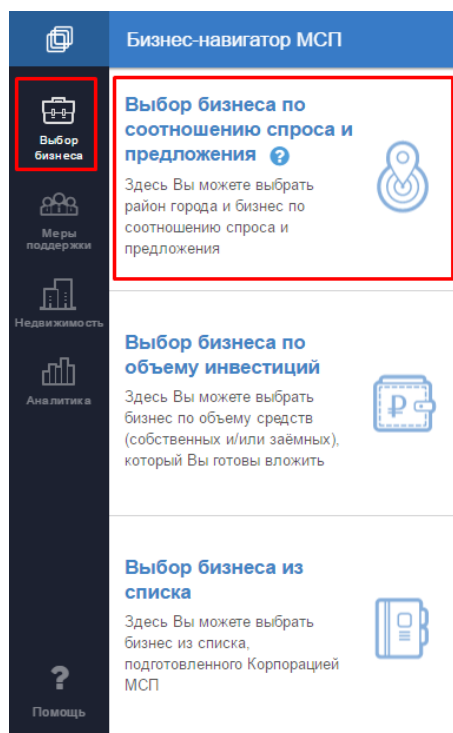 Бизнес-навигатор МСП
Выбор
бизнеса
Меры
поддержки
Недвижимость
Аналитика
?
Помощь
Выбор бизнеса по
соотношению спроса и
предложения ?
Здесь Вы можете выбрать
район города и бизнес по
соотношению спроса и
предложения
Выбор бизнеса по
объему инвестиций
Здесь Вы можете выбрать
бизнес по объему средств
(собственных и/или заёмных),
который Вы готовы вложить
Выбор бизнеса из
списка
Здесь Вы можете выбрать
бизнес из списка,
подготовленного Корпорацией
МСП